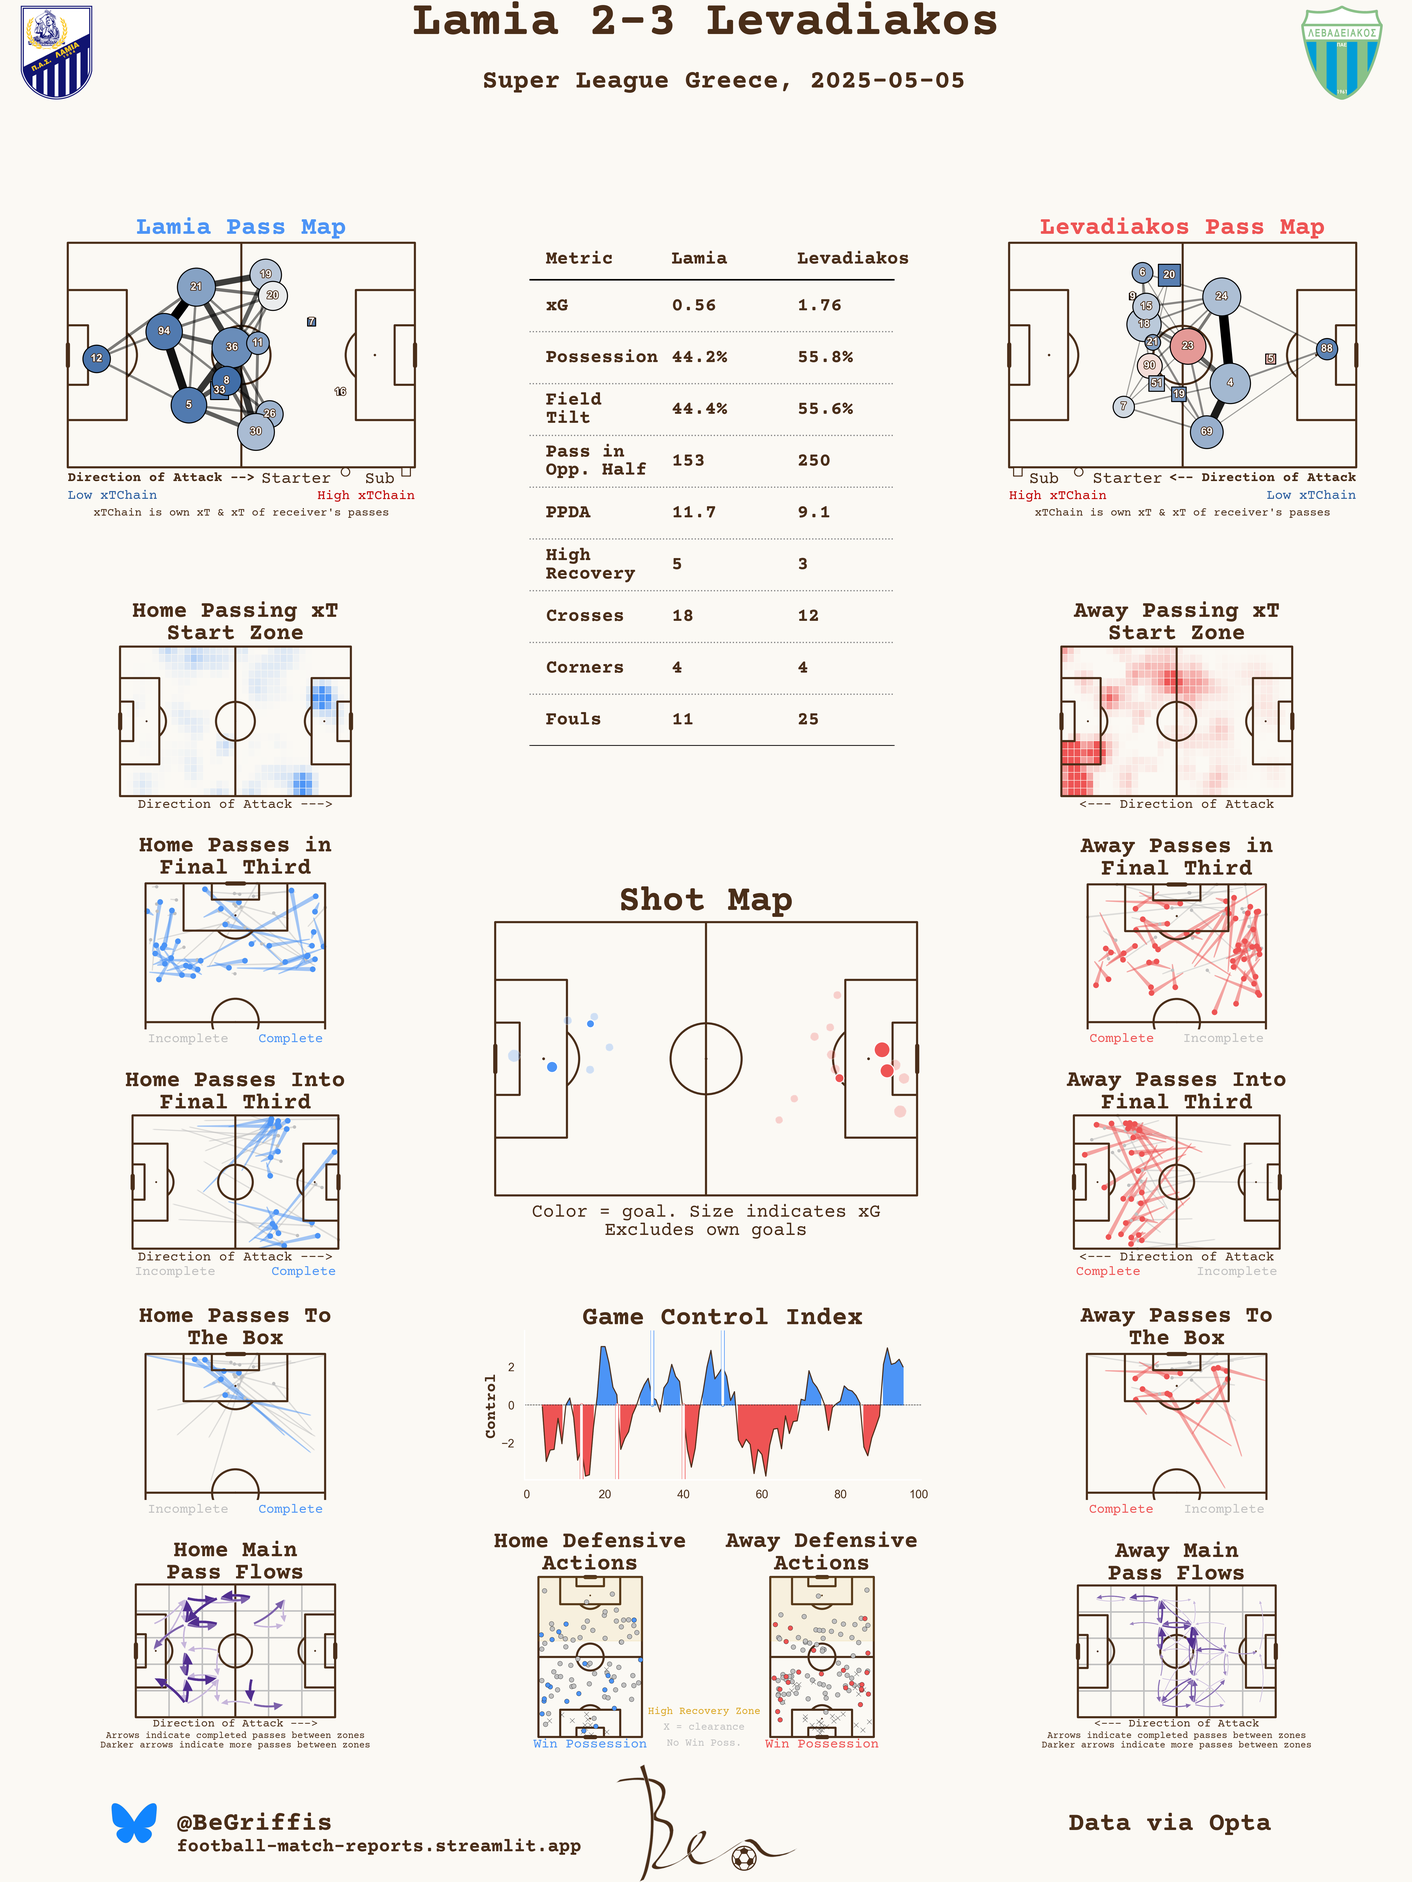 Lamia 2-3 Levadiakos
Super League Greece, 2025-05-05
Π.Α.Σ. ΛΑΜΙΑ
ΛΕΒΑΔΕΙΑΚΟΣ
ΠΑΕ
1961
Lamia Pass Map
21
19
20
7
94
36
11
12
8
33
16
5
26
30
Direction of Attack --> Starter Sub
Low xTChain High xTChain
xTChain is own xT & xT of receiver's passes
Metric Lamia Levadiakos
xG 0.56 1.76
Possession 44.2% 55.8%
Field
Tilt 44.4% 55.6%
Pass in
Opp. Half 153 250
PPDA 11.7 9.1
High
Recovery 5 3
Crosses 18 12
Corners 4 4
Fouls 11 25
Levadiakos Pass Map
6
20
9
24
15
18
21
23
88
90
5
51
4
19
7
69
Sub Starter <-- Direction of Attack
High xTChain Low xTChain
xTChain is own xT & xT of receiver's passes
Home Passing xT
Start Zone
Direction of Attack --->
Away Passing xT
Start Zone
<--- Direction of Attack
Home Passes in
Final Third
Incomplete Complete
Away Passes in
Final Third
Complete Incomplete
Shot Map
Color = goal. Size indicates xG
Excludes own goals
Home Passes Into
Final Third
Direction of Attack --->
Incomplete Complete
Away Passes Into
Final Third
<--- Direction of Attack
Complete Incomplete
Home Passes To
The Box
Incomplete Complete
Game Control Index
Control
2
0
−2
0 20 40 60 80 100
Away Passes To
The Box
Complete Incomplete
Home Main
Pass Flows
Direction of Attack --->
Arrows indicate completed passes between zones
Darker arrows indicate more passes between zones
Home Defensive
Actions
Win Possession
Away Defensive
Actions
Win Possession
High Recovery Zone
X = clearance
No Win Poss.
Away Main
Pass Flows
<--- Direction of Attack
Arrows indicate completed passes between zones
Darker arrows indicate more passes between zones
@BeGriffis
football-match-reports.streamlit.app
Ben
Data via Opta